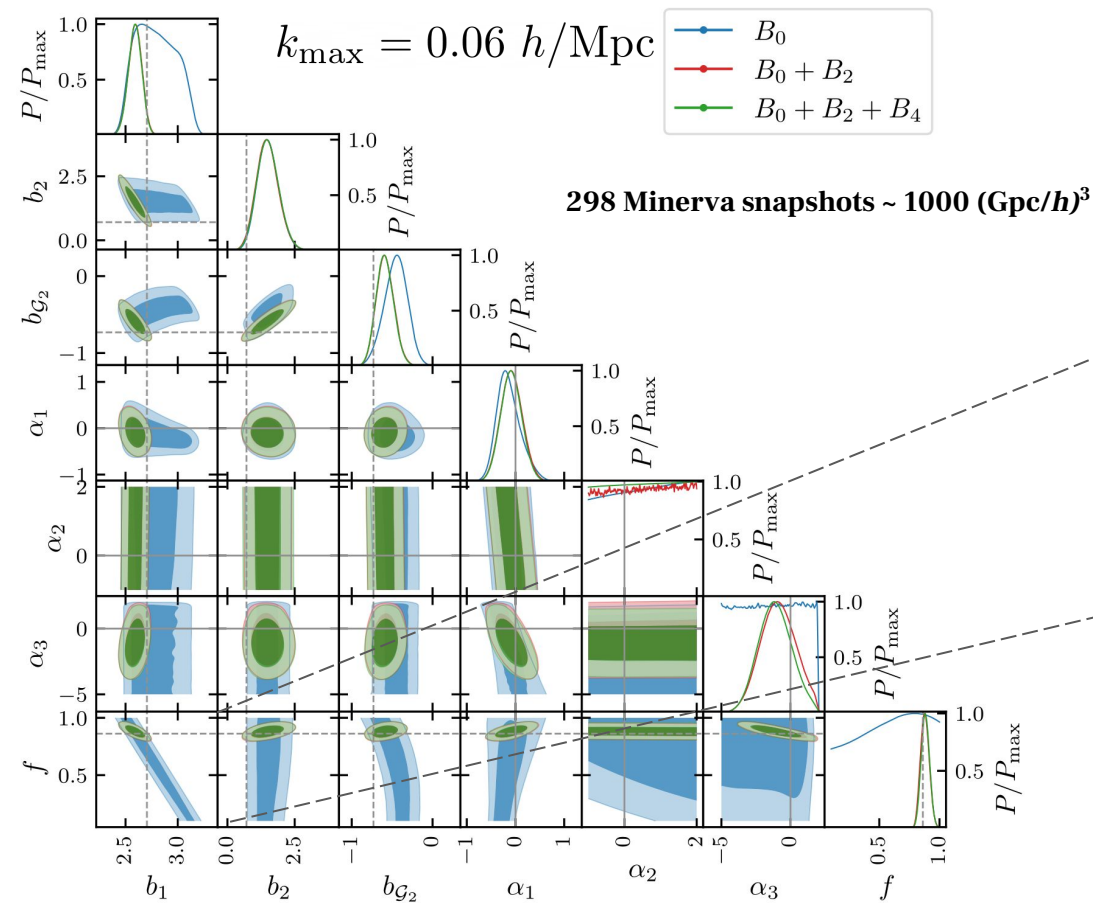 k_max = 0.06 h/Mpc
B_0
B_0 + B_2
B_0 + B_2 + B_4
298 Minerva snapshots ~ 1000 (Gpc/h)³
P/P_max
1.0
0.5
b_2
2.5
0.0
1.0
0.5
P/P_max
b_𝒢₂
0
−1
1.0
0.5
P/P_max
α_1
1
0
−1
1.0
0.5
P/P_max
α_2
2
0
1.0
0.5
P/P_max
α_3
0
−5
1.0
0.5
P/P_max
f
1.0
0.5
1.0
0.5
P/P_max
2.5 3.0 0.0 2.5 −1 0 −1 0 1 0 2 −5 0 0.5 1.0
b_1 b_2 b_𝒢₂ α_1 α_2 α_3 f